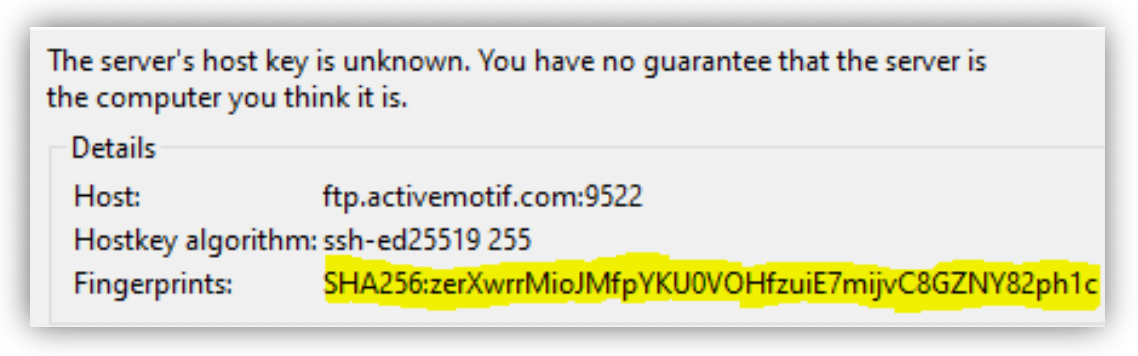 The server's host key is unknown. You have no guarantee that the server is
the computer you think it is.
Details
Host: ftp.activemotif.com:9522
Hostkey algorithm: ssh-ed25519 255
Fingerprints: SHA256:zerXwrrMioJMfpYKU0VOHfzuiE7mijvC8GZNY82ph1c